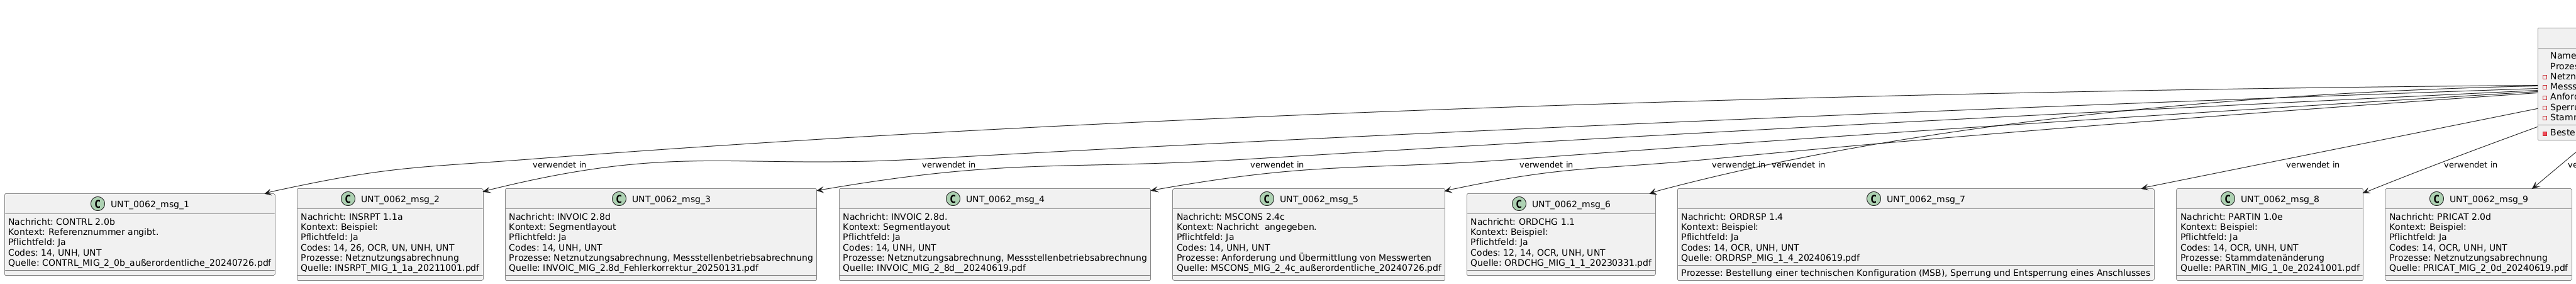 Name
Proze
Netzn
Messs
Anford
Sperru
Stamm
Beste
verwendet in
verwendet in
verwendet in
verwendet in
verwendet in
verwendet in
verwendet in
verwendet in
ve
C UNT_0062_msg_1
Nachricht: CONTRL 2.0b
Kontext: Referenznummer angibt.
Pflichtfeld: Ja
Codes: 14, UNH, UNT
Quelle: CONTRL_MIG_2_0b_außerordentliche_20240726.pdf
C UNT_0062_msg_2
Nachricht: INSRPT 1.1a
Kontext: Beispiel:
Pflichtfeld: Ja
Codes: 14, 26, OCR, UN, UNH, UNT
Prozesse: Netznutzungsabrechnung
Quelle: INSRPT_MIG_1_1a_20211001.pdf
C UNT_0062_msg_3
Nachricht: INVOIC 2.8d
Kontext: Segmentlayout
Pflichtfeld: Ja
Codes: 14, UNH, UNT
Prozesse: Netznutzungsabrechnung, Messstellenbetriebsabrechnung
Quelle: INVOIC_MIG_2.8d_Fehlerkorrektur_20250131.pdf
C UNT_0062_msg_4
Nachricht: INVOIC 2.8d.
Kontext: Segmentlayout
Pflichtfeld: Ja
Codes: 14, UNH, UNT
Prozesse: Netznutzungsabrechnung, Messstellenbetriebsabrechnung
Quelle: INVOIC_MIG_2_8d__20240619.pdf
C UNT_0062_msg_5
Nachricht: MSCONS 2.4c
Kontext: Nachricht  angegeben.
Pflichtfeld: Ja
Codes: 14, UNH, UNT
Prozesse: Anforderung und Übermittlung von Messwerten
Quelle: MSCONS_MIG_2_4c_außerordentliche_20240726.pdf
C UNT_0062_msg_6
Nachricht: ORDCHG 1.1
Kontext: Beispiel:
Pflichtfeld: Ja
Codes: 12, 14, OCR, UNH, UNT
Quelle: ORDCHG_MIG_1_1_20230331.pdf
C UNT_0062_msg_7
Nachricht: ORDRSP 1.4
Kontext: Beispiel:
Pflichtfeld: Ja
Codes: 14, OCR, UNH, UNT
Quelle: ORDRSP_MIG_1_4_20240619.pdf
Prozesse: Bestellung einer technischen Konfiguration (MSB), Sperrung und Entsperrung eines Anschlusses
C UNT_0062_msg_8
Nachricht: PARTIN 1.0e
Kontext: Beispiel:
Pflichtfeld: Ja
Codes: 14, OCR, UNH, UNT
Prozesse: Stammdatenänderung
Quelle: PARTIN_MIG_1_0e_20241001.pdf
C UNT_0062_msg_9
Nachricht: PRICAT 2.0d
Kontext: Beispiel:
Pflichtfeld: Ja
Codes: 14, OCR, UNH, UNT
Prozesse: Netznutzungsabrechnung
Quelle: PRICAT_MIG_2_0d_20240619.pdf